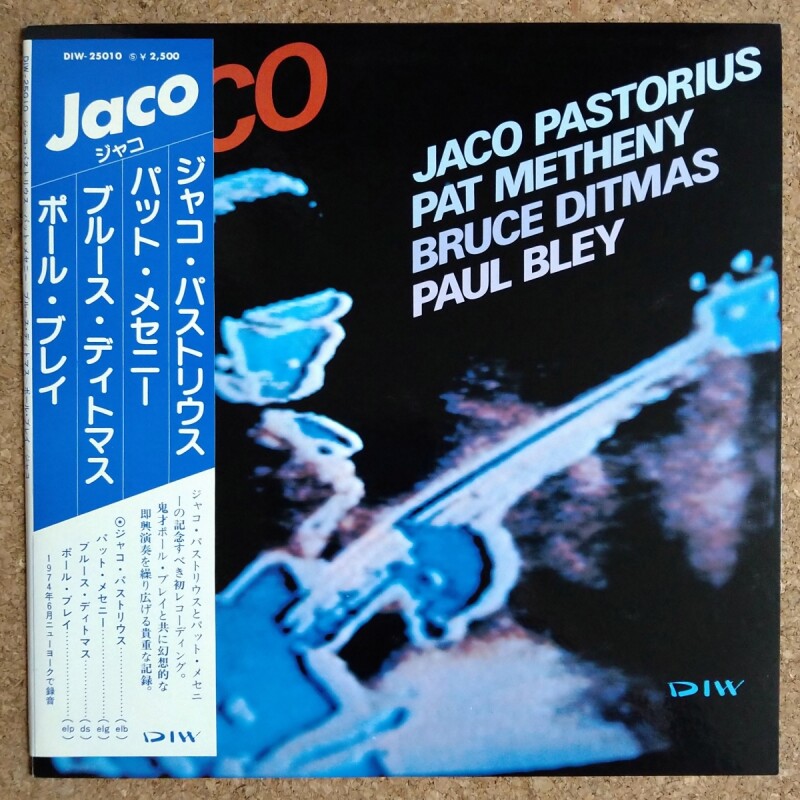 DIW-25010 Ⓢ¥2,500
Jaco
ジャコ
ジャコ・パストリウス
パット・メセニー
ブルース・ディトマス
ポール・ブレイ
ジャコ・パストリウスとパット・メセニ
ーの記念すべき初レコーディング。
鬼才ポール・ブレイと共に幻想的な
即興演奏を繰り広げる貴重な記録。
⦿ジャコ・パストリウス………(elb)
パット・メセニー………(elg)
ブルース・ディトマス………(ds)
ポール・ブレイ………(elp)
1974年6月ニューヨークで録音
DIW
DIW-25010
CO
JACO PASTORIUS
PAT METHENY
BRUCE DITMAS
PAUL BLEY
DIW